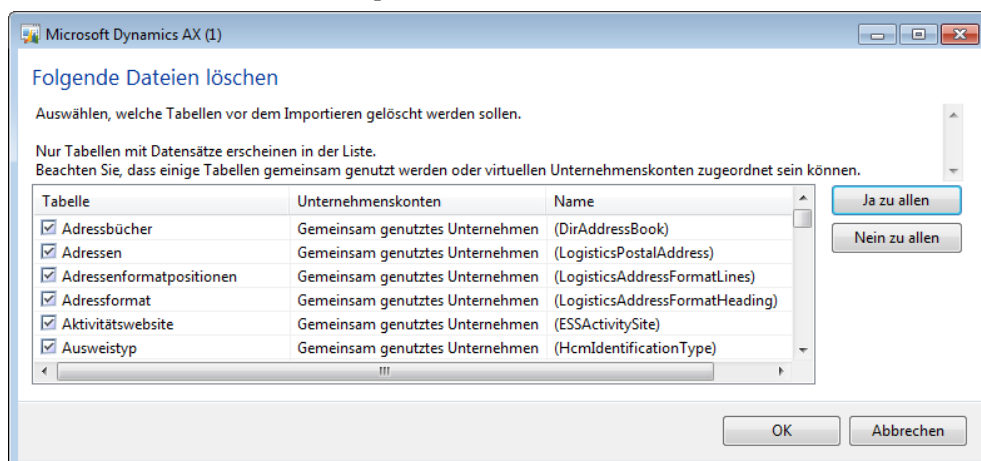 Microsoft Dynamics AX (1)
Folgende Dateien löschen
Auswählen, welche Tabellen vor dem Importieren gelöscht werden sollen.
Nur Tabellen mit Datensätze erscheinen in der Liste.
Beachten Sie, dass einige Tabellen gemeinsam genutzt werden oder virtuellen Unternehmenskonten zugeordnet sein können.
Tabelle Unternehmenskonten Name
Adressbücher Gemeinsam genutztes Unternehmen (DirAddressBook)
Adressen Gemeinsam genutztes Unternehmen (LogisticsPostalAddress)
Adressenformatpositionen Gemeinsam genutztes Unternehmen (LogisticsAddressFormatLines)
Adressformat Gemeinsam genutztes Unternehmen (LogisticsAddressFormatHeading)
Aktivitätswebsite Gemeinsam genutztes Unternehmen (ESSActivitySite)
Ausweistyp Gemeinsam genutztes Unternehmen (HcmIdentificationType)
Ja zu allen
Nein zu allen
OK Abbrechen